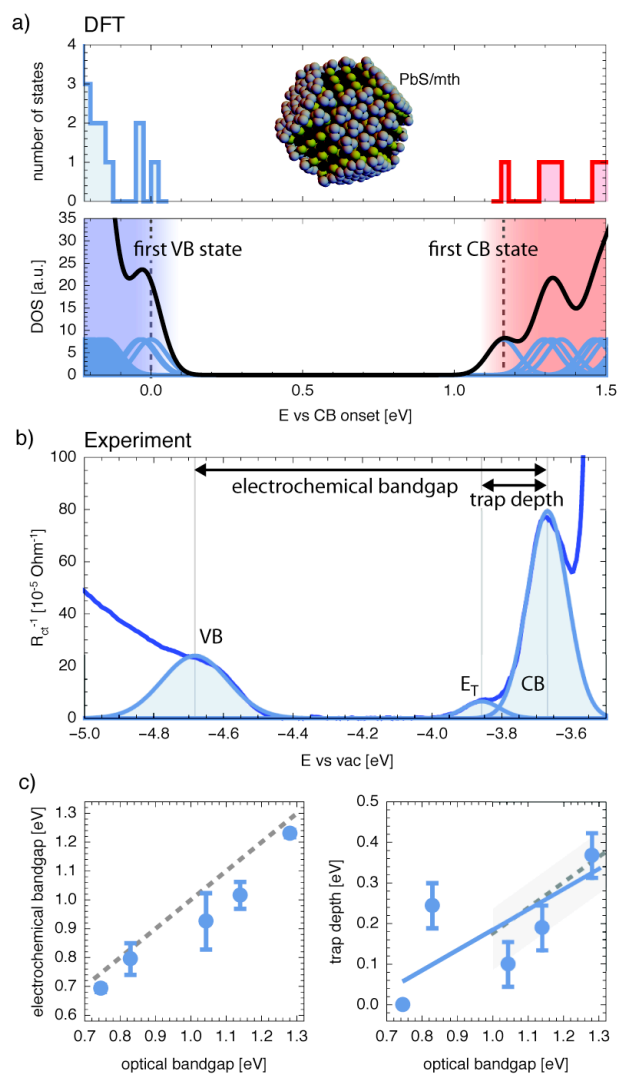 a) DFT
4
3
2
1
0
number of states
PbS/mth
35
30
25
20
15
10
5
0
DOS [a.u.]
first VB state
first CB state
0.0
0.5
1.0
1.5
E vs CB onset [eV]
b) Experiment
100
80
60
40
20
0
R_ct^-1 [10^-5 Ohm^-1]
electrochemical bandgap
trap depth
VB
E_T
CB
−5.0
−4.8
−4.6
−4.4
−4.2
−4.0
−3.8
−3.6
E vs vac [eV]
c)
1.3
1.2
1.1
1.0
0.9
0.8
0.7
0.6
electrochemical bandgap [eV]
0.7
0.8
0.9
1.0
1.1
1.2
1.3
optical bandgap [eV]
0.5
0.4
0.3
0.2
0.1
0.0
trap depth [eV]
0.7
0.8
0.9
1.0
1.1
1.2
1.3
optical bandgap [eV]